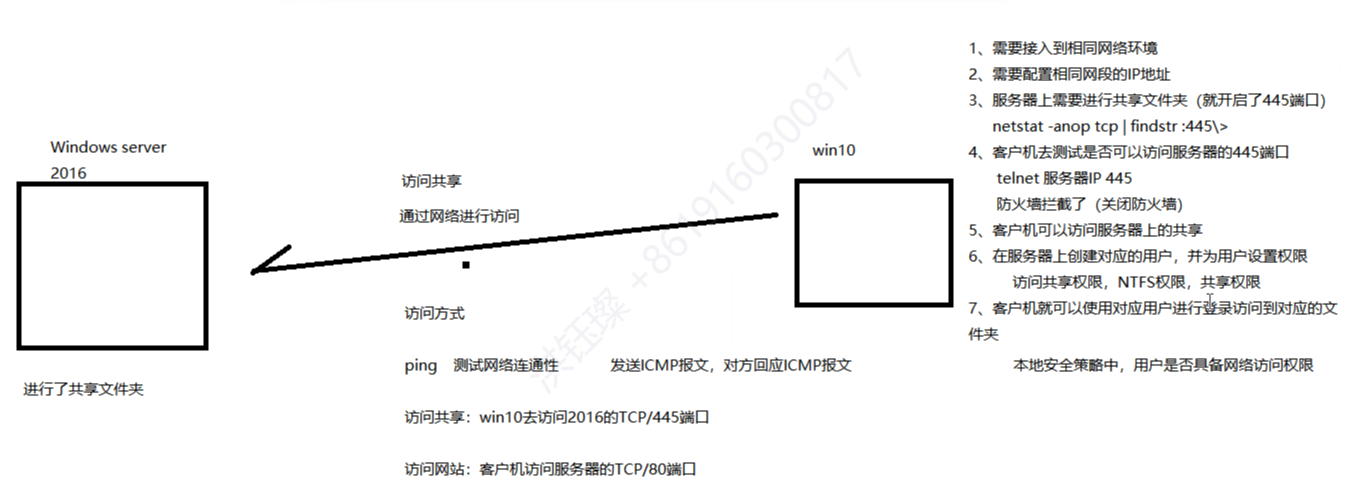 Windows server
2016
进行了共享文件夹
访问共享
通过网络进行访问
访问方式
ping 测试网络连通性 发送ICMP报文，对方回应ICMP报文
访问共享：win10去访问2016的TCP/445端口
访问网站：客户机访问服务器的TCP/80端口
win10
1、需要接入到相同网络环境
2、需要配置相同网段的IP地址
3、服务器上需要进行共享文件夹（就开启了445端口）
netstat -anop tcp | findstr :445\>
4、客户机去测试是否可以访问服务器的445端口
telnet 服务器IP 445
防火墙拦截了（关闭防火墙）
5、客户机可以访问服务器上的共享
6、在服务器上创建对应的用户，并为用户设置权限
访问共享权限，NTFS权限，共享权限
7、客户机就可以使用对应用户进行登录访问到对应的文
件夹
本地安全策略中，用户是否具备网络访问权限
洪钰璨 +8619160300817